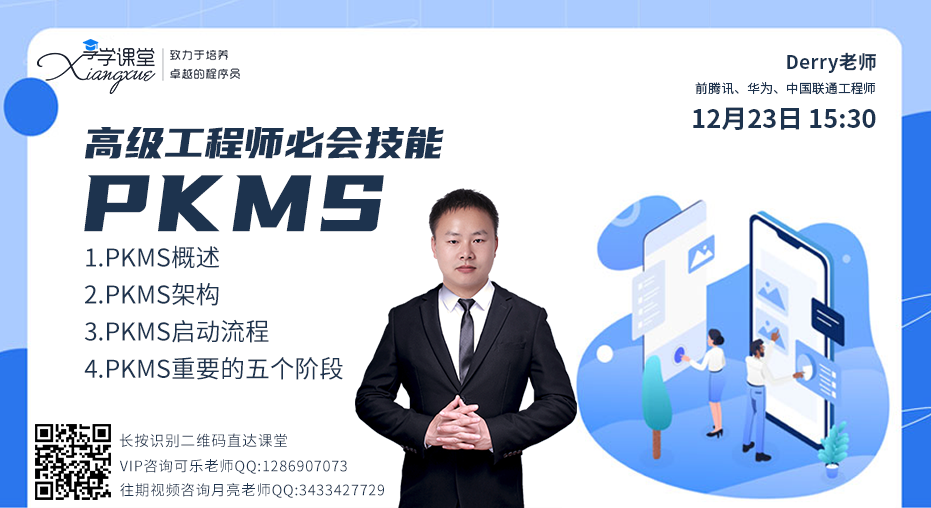 享学课堂
Xiangxue
致力于培养
卓越的程序员
Derry老师
前腾讯、华为、中国联通工程师
12月23日 15:30
高级工程师必会技能
PKMS
1.PKMS概述
2.PKMS架构
3.PKMS启动流程
4.PKMS重要的五个阶段
长按识别二维码直达课堂
VIP咨询可乐老师QQ:1286907073
往期视频咨询月亮老师QQ:3433427729